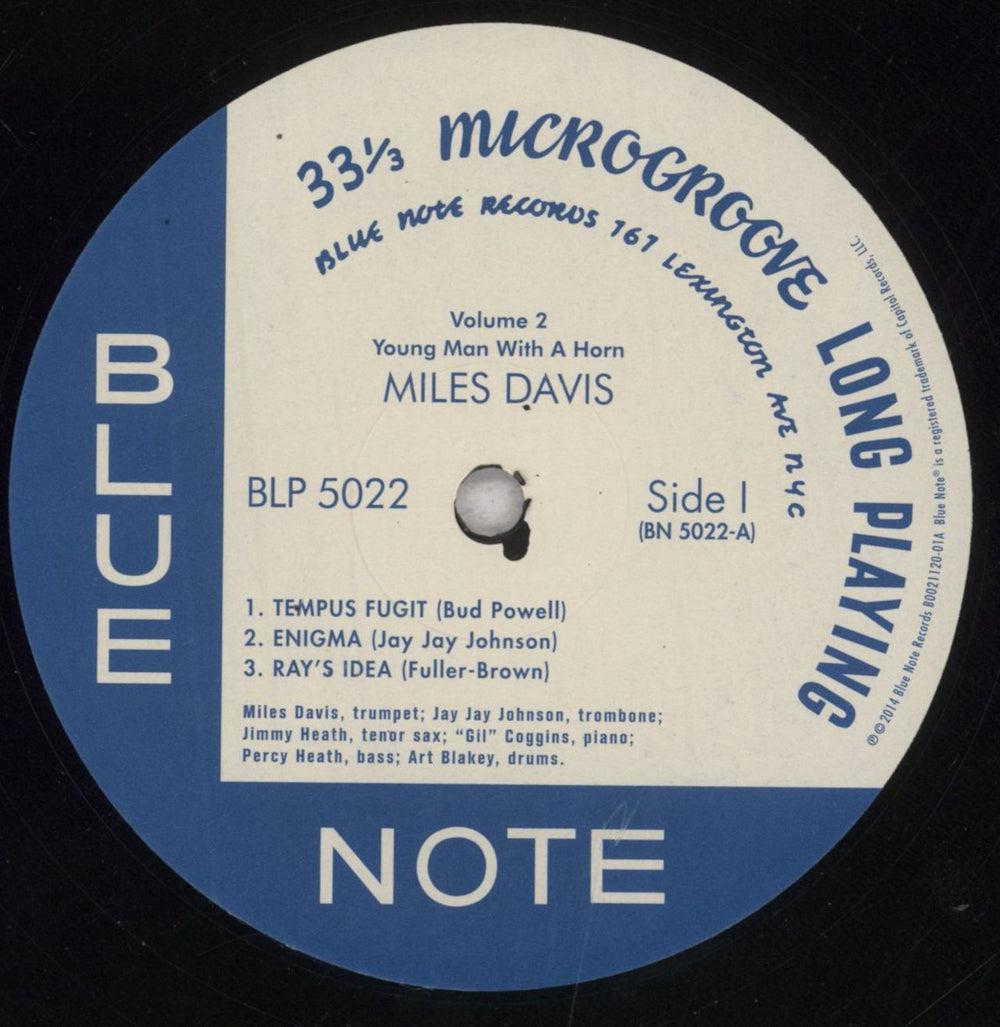 33⅓ MICROGROOVE LONG PLAYING
BLUE NOTE RECORDS 767 LEXINGTON AVE NYC
Volume 2
Young Man With A Horn
MILES DAVIS
BLP 5022
Side I
(BN 5022-A)
1. TEMPUS FUGIT (Bud Powell)
2. ENIGMA (Jay Jay Johnson)
3. RAY'S IDEA (Fuller-Brown)
Miles Davis, trumpet; Jay Jay Johnson, trombone;
Jimmy Heath, tenor sax; “Gil” Coggins, piano;
Percy Heath, bass; Art Blakey, drums.
BLUE
NOTE
℗©2014 Blue Note Records B0021120-01A Blue Note® is a registered trademark of Capitol Records, LLC.